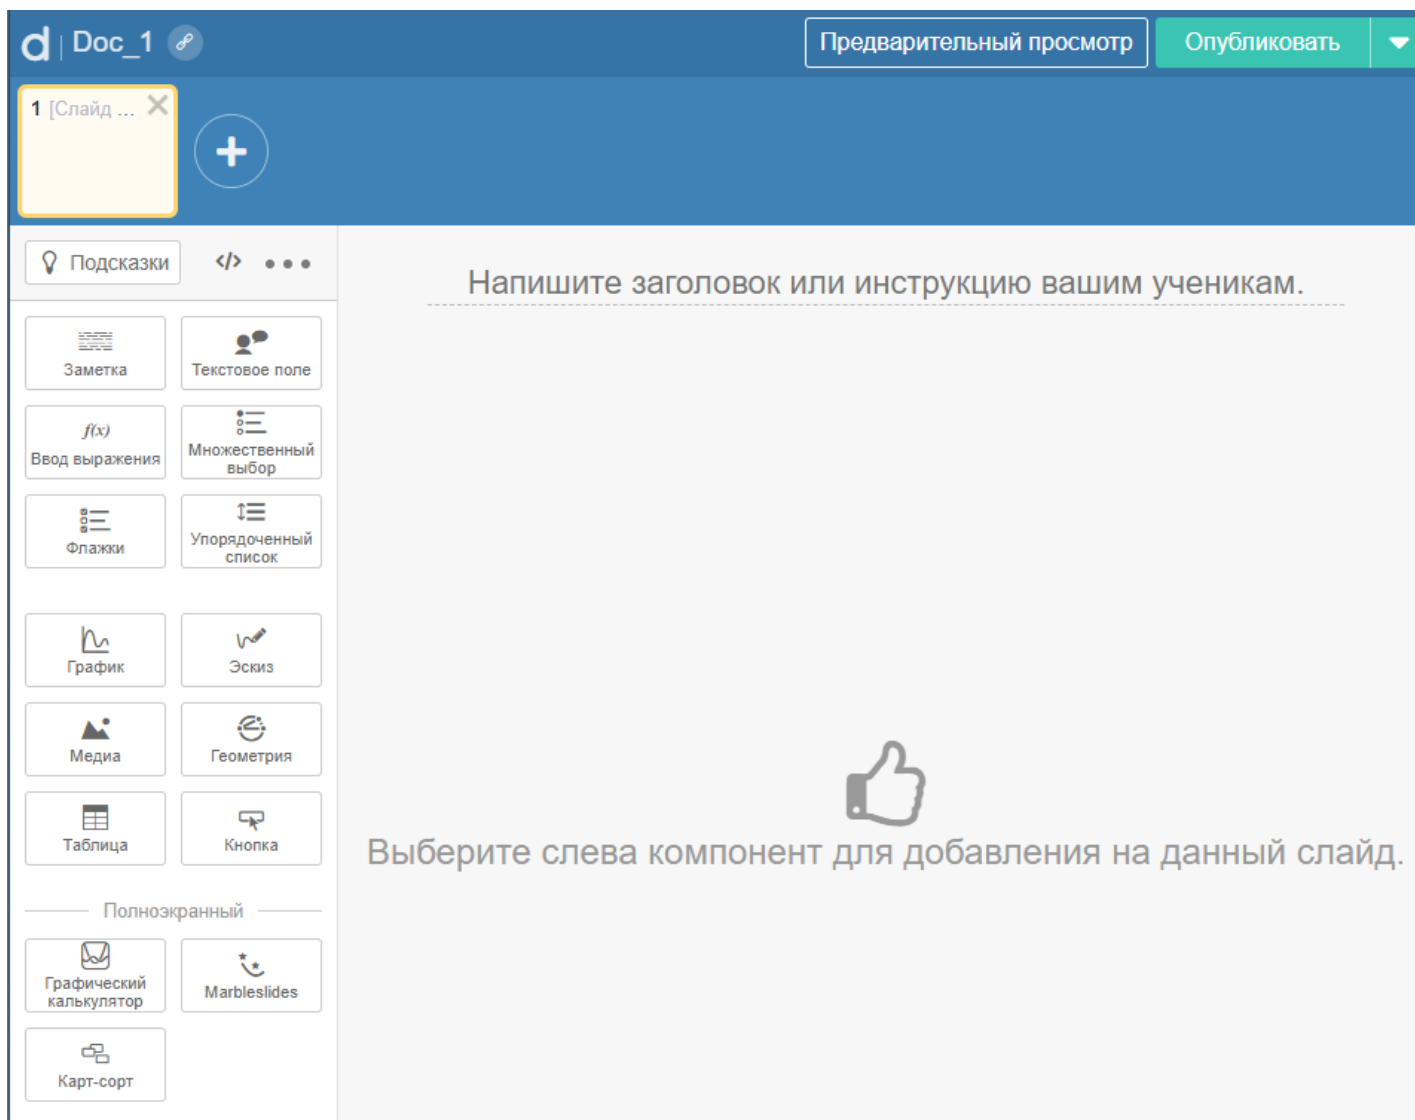 d | Doc_1
Предварительный просмотр
Опубликовать
1 [Слайд ...
Подсказки
</>
Напишите заголовок или инструкцию вашим ученикам.
Заметка
Текстовое поле
f(x)
Ввод выражения
Множественный
выбор
Флажки
Упорядоченный
список
График
Эскиз
Медиа
Геометрия
Таблица
Кнопка
Выберите слева компонент для добавления на данный слайд.
Полноэкранный
Графический
калькулятор
Marbleslides
Карт-сорт